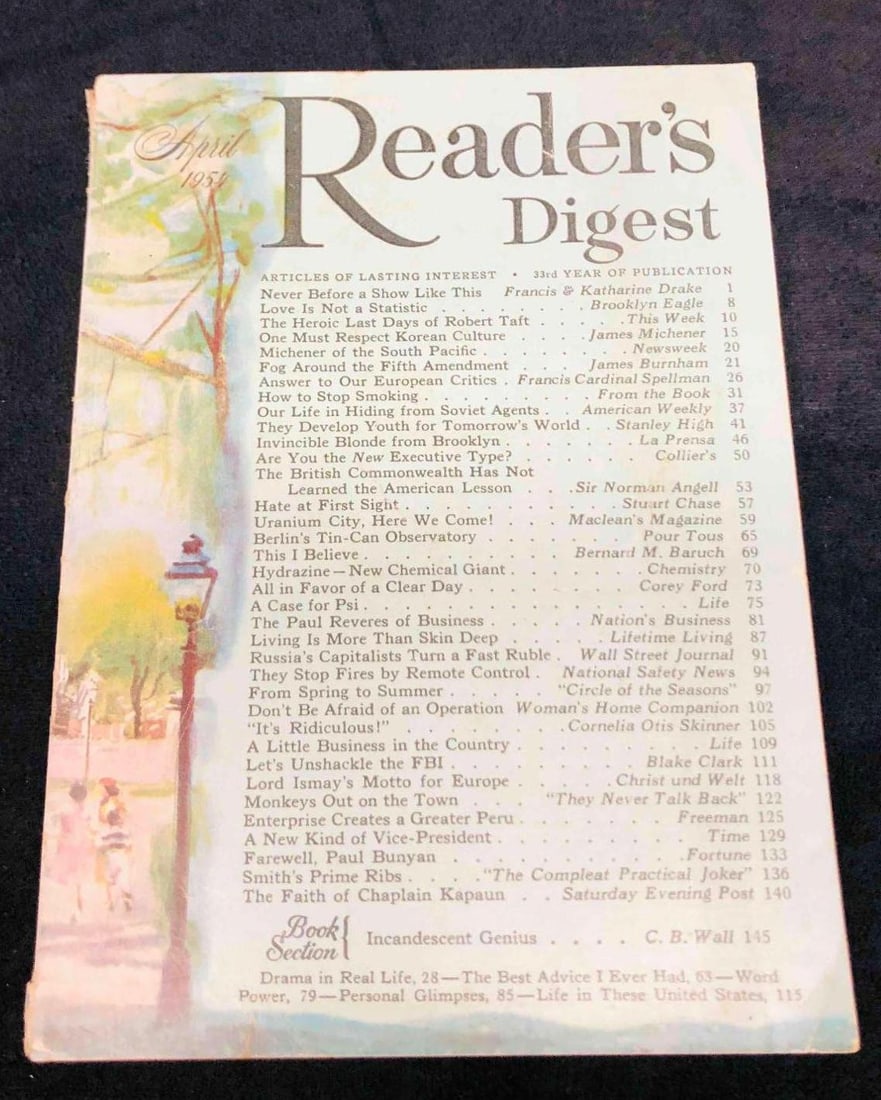 April
1954
Reader's
Digest
ARTICLES OF LASTING INTEREST • 33rd YEAR OF PUBLICATION
Never Before a Show Like This Francis & Katharine Drake 1
Love Is Not a Statistic . . . . . . . . Brooklyn Eagle 8
The Heroic Last Days of Robert Taft . . . . . This Week 10
One Must Respect Korean Culture . . . . James Michener 15
Michener of the South Pacific . . . . . . . . Newsweek 20
Fog Around the Fifth Amendment . . . . James Burnham 21
Answer to Our European Critics . Francis Cardinal Spellman 26
How to Stop Smoking . . . . . . . . . From the Book 31
Our Life in Hiding from Soviet Agents . . American Weekly 37
They Develop Youth for Tomorrow's World . . Stanley High 41
Invincible Blonde from Brooklyn . . . . . . . La Prensa 46
Are You the New Executive Type? . . . . . . Collier's 50
The British Commonwealth Has Not
Learned the American Lesson . . . Sir Norman Angell 53
Hate at First Sight . . . . . . . . . . . Stuart Chase 57
Uranium City, Here We Come! . . . Maclean's Magazine 59
Berlin's Tin-Can Observatory . . . . . . Pour Tous 65
This I Believe . . . . . . . . . . Bernard M. Baruch 69
Hydrazine—New Chemical Giant . . . . . . . Chemistry 70
All in Favor of a Clear Day . . . . . . . . Corey Ford 73
A Case for Psi . . . . . . . . . . . . . . . . . Life 75
The Paul Reveres of Business . . . . . Nation's Business 81
Living Is More Than Skin Deep . . . . . Lifetime Living 87
Russia's Capitalists Turn a Fast Ruble . Wall Street Journal 91
They Stop Fires by Remote Control . National Safety News 94
From Spring to Summer . . . . . "Circle of the Seasons" 97
Don't Be Afraid of an Operation Woman's Home Companion 102
"It's Ridiculous!" . . . . . . . . Cornelia Otis Skinner 105
A Little Business in the Country . . . . . . . . . Life 109
Let's Unshackle the FBI . . . . . . . . . Blake Clark 111
Lord Ismay's Motto for Europe . . . . . Christ und Welt 118
Monkeys Out on the Town . . . "They Never Talk Back" 122
Enterprise Creates a Greater Peru . . . . . . . Freeman 125
A New Kind of Vice-President . . . . . . . . . Time 129
Farewell, Paul Bunyan . . . . . . . . . . . Fortune 133
Smith's Prime Ribs . . . . "The Compleat Practical Joker" 136
The Faith of Chaplain Kapaun . . Saturday Evening Post 140
Book
Section { Incandescent Genius . . . . C. B. Wall 145
Drama in Real Life, 28—The Best Advice I Ever Had, 63—Word
Power, 79—Personal Glimpses, 85—Life in These United States, 115